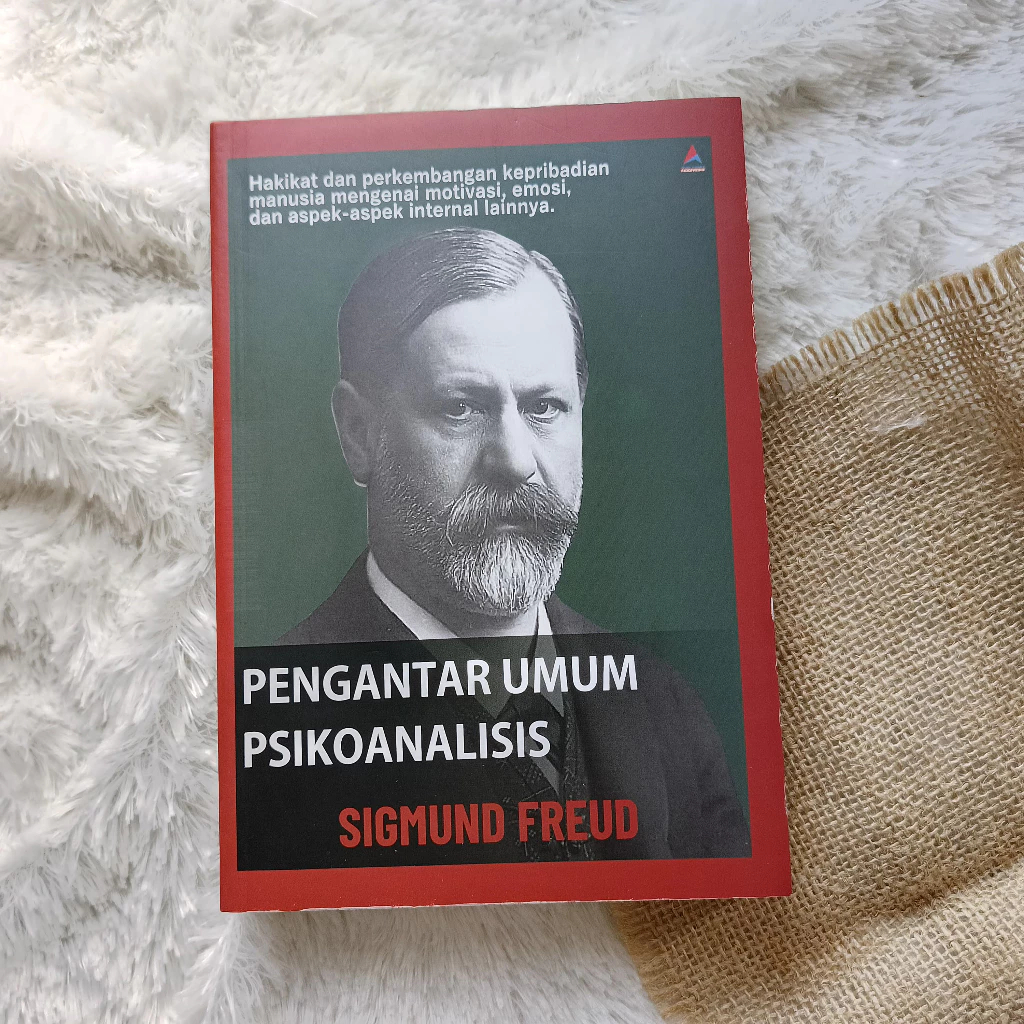 Hakikat dan perkembangan kepribadian
manusia mengenai motivasi, emosi,
dan aspek-aspek internal lainnya.
PENGANTAR UMUM
PSIKOANALISIS
SIGMUND FREUD